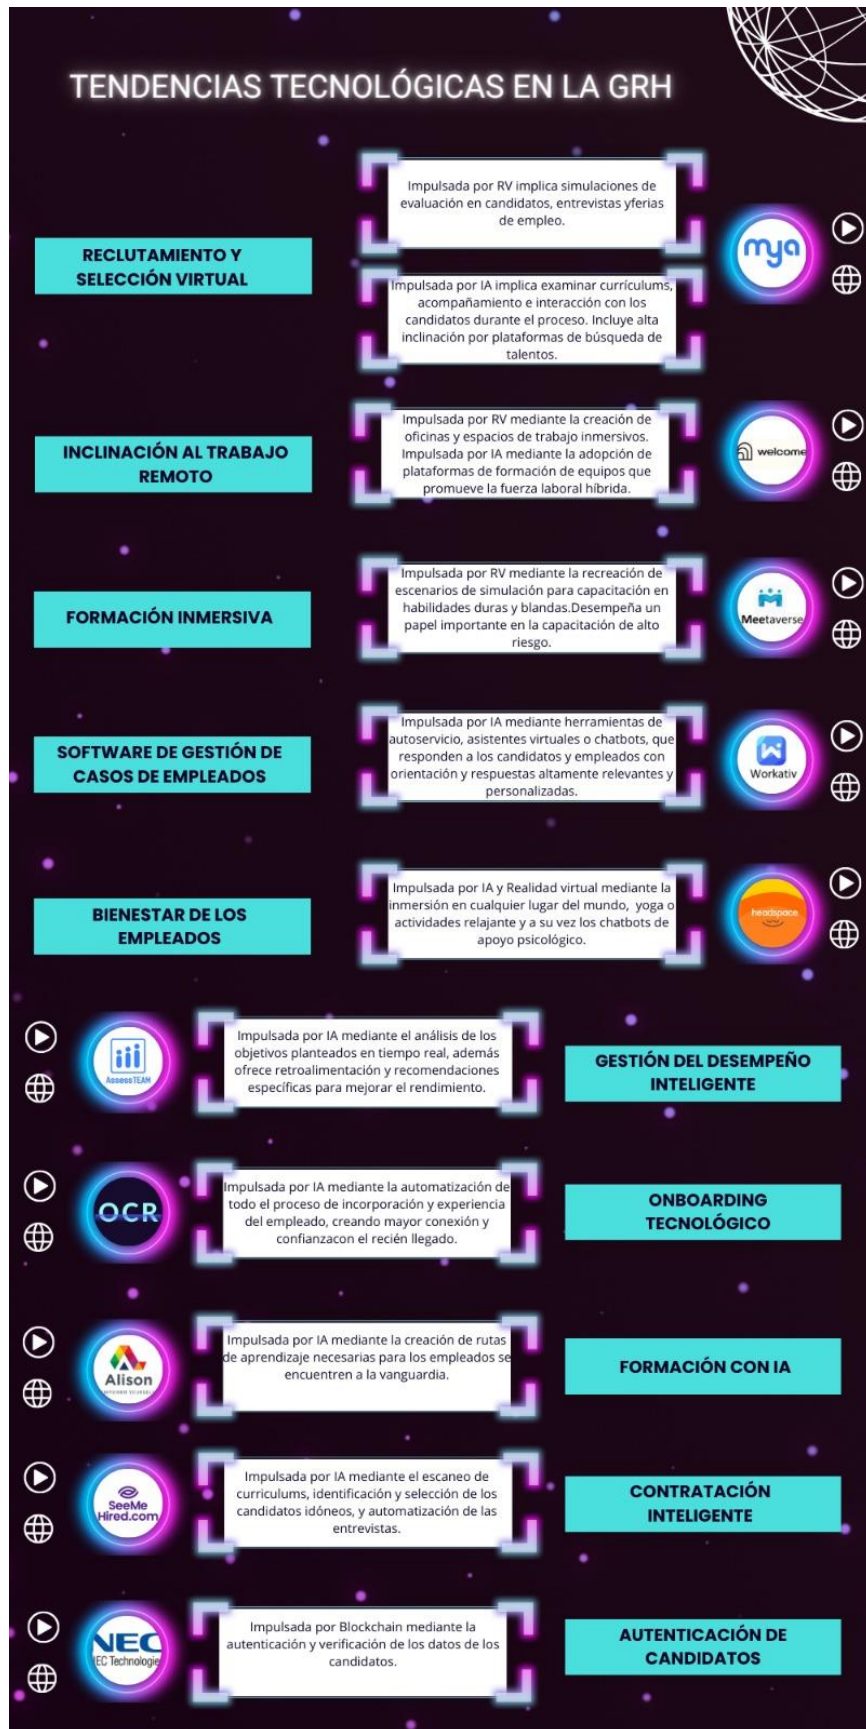 TENDENCIAS TECNOLÓGICAS EN LA GRH
RECLUTAMIENTO Y
SELECCIÓN VIRTUAL
Impulsada por RV implica simulaciones de
evaluación en candidatos, entrevistas yferias
de empleo.
Impulsada por IA implica examinar currículums,
acompañamiento e interacción con los
candidatos durante el proceso. Incluye alta
inclinación por plataformas de búsqueda de
talentos.
mya
INCLINACIÓN AL TRABAJO
REMOTO
Impulsada por RV mediante la creación de
oficinas y espacios de trabajo inmersivos.
Impulsada por IA mediante la adopción de
plataformas de formación de equipos que
promueve la fuerza laboral híbrida.
welcome
FORMACIÓN INMERSIVA
Impulsada por RV mediante la recreación de
escenarios de simulación para capacitación en
habilidades duras y blandas.Desempeña un
papel importante en la capacitación de alto
riesgo.
Meetaverse
SOFTWARE DE GESTIÓN DE
CASOS DE EMPLEADOS
Impulsada por IA mediante herramientas de
autoservicio, asistentes virtuales o chatbots, que
responden a los candidatos y empleados con
orientación y respuestas altamente relevantes y
personalizadas.
Workativ
BIENESTAR DE LOS
EMPLEADOS
Impulsada por IA y Realidad virtual mediante la
inmersión en cualquier lugar del mundo, yoga o
actividades relajante y a su vez los chatbots de
apoyo psicológico.
headspace
AssessTEAM
Impulsada por IA mediante el análisis de los
objetivos planteados en tiempo real, además
ofrece retroalimentación y recomendaciones
específicas para mejorar el rendimiento.
GESTIÓN DEL DESEMPEÑO
INTELIGENTE
OCR
Impulsada por IA mediante la automatización de
todo el proceso de incorporación y experiencia
del empleado, creando mayor conexión y
confianzacon el recién llegado.
ONBOARDING
TECNOLÓGICO
Alison
Impulsada por IA mediante la creación de rutas
de aprendizaje necesarias para los empleados se
encuentren a la vanguardia.
FORMACIÓN CON IA
SeeMe
Hired.com
Impulsada por IA mediante el escaneo de
curriculums, identificación y selección de los
candidatos idóneos, y automatización de las
entrevistas.
CONTRATACIÓN
INTELIGENTE
NEC
NEC Technologie
Impulsada por Blockchain mediante la
autenticación y verificación de los datos de los
candidatos.
AUTENTICACIÓN DE
CANDIDATOS